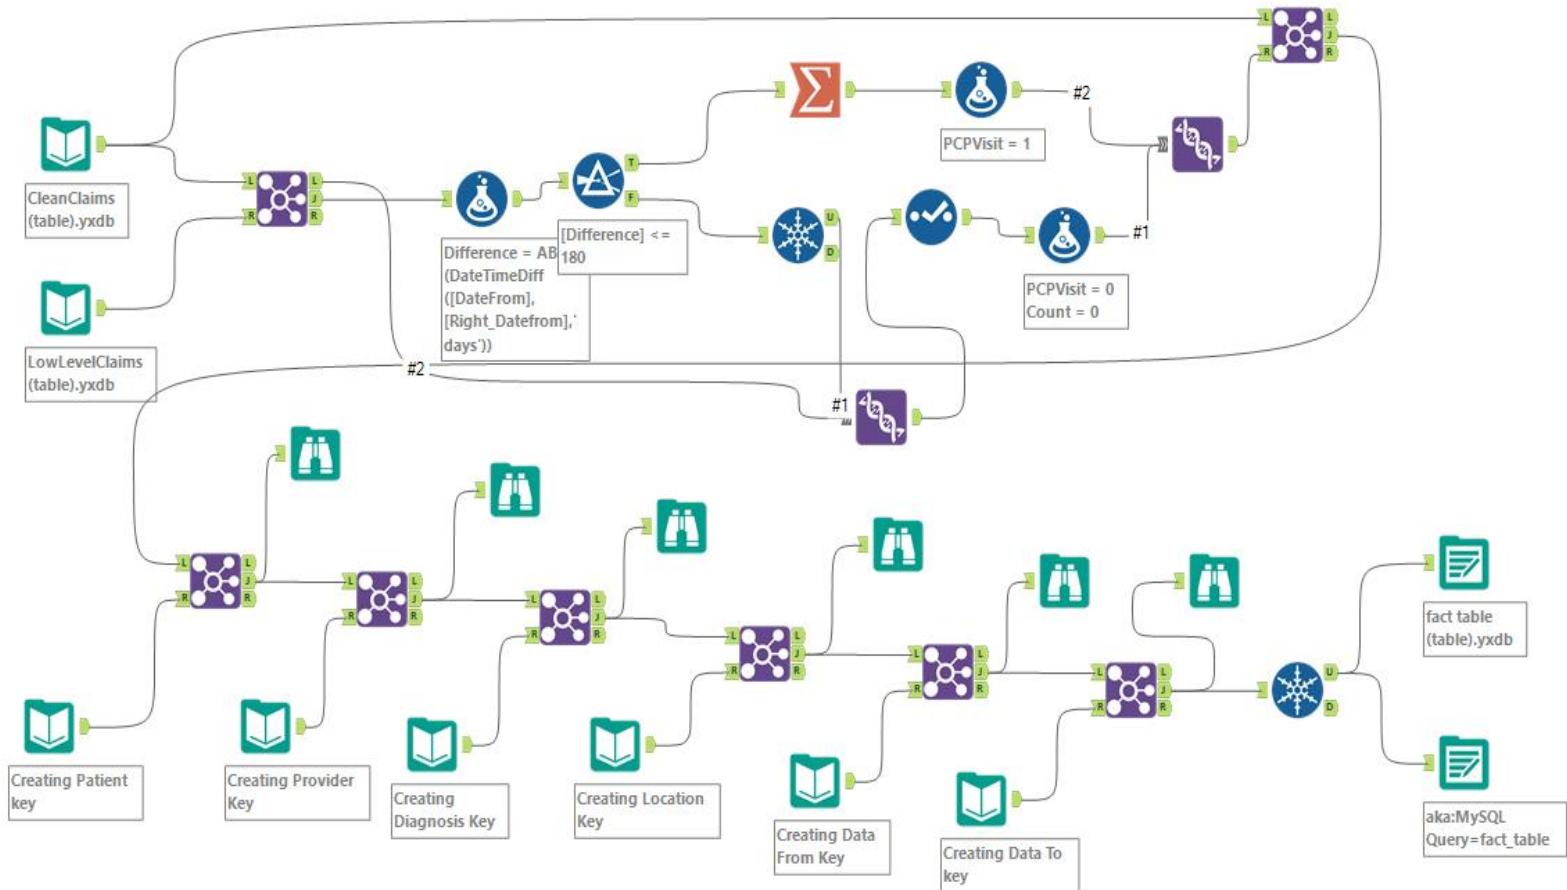 L
L
J
R
R
#2
PCPVisit = 1
CleanClaims
(table).yxdb
L
L
J
R
R
T
F
Difference = AB
(DateTimeDiff
([DateFrom],
[Right_Datefrom],'
days'))
[Difference] <=
180
U
D
#1
PCPVisit = 0
Count = 0
LowLevelClaims
(table).yxdb
#2
#1
L
L
J
R
R
L
L
J
R
R
L
L
J
R
R
L
L
J
R
R
L
L
J
R
R
L
L
J
R
R
U
D
fact table
(table).yxdb
Creating Patient
key
Creating Provider
Key
Creating
Diagnosis Key
Creating Location
Key
Creating Data
From Key
Creating Data To
key
aka:MySQL
Query=fact_table